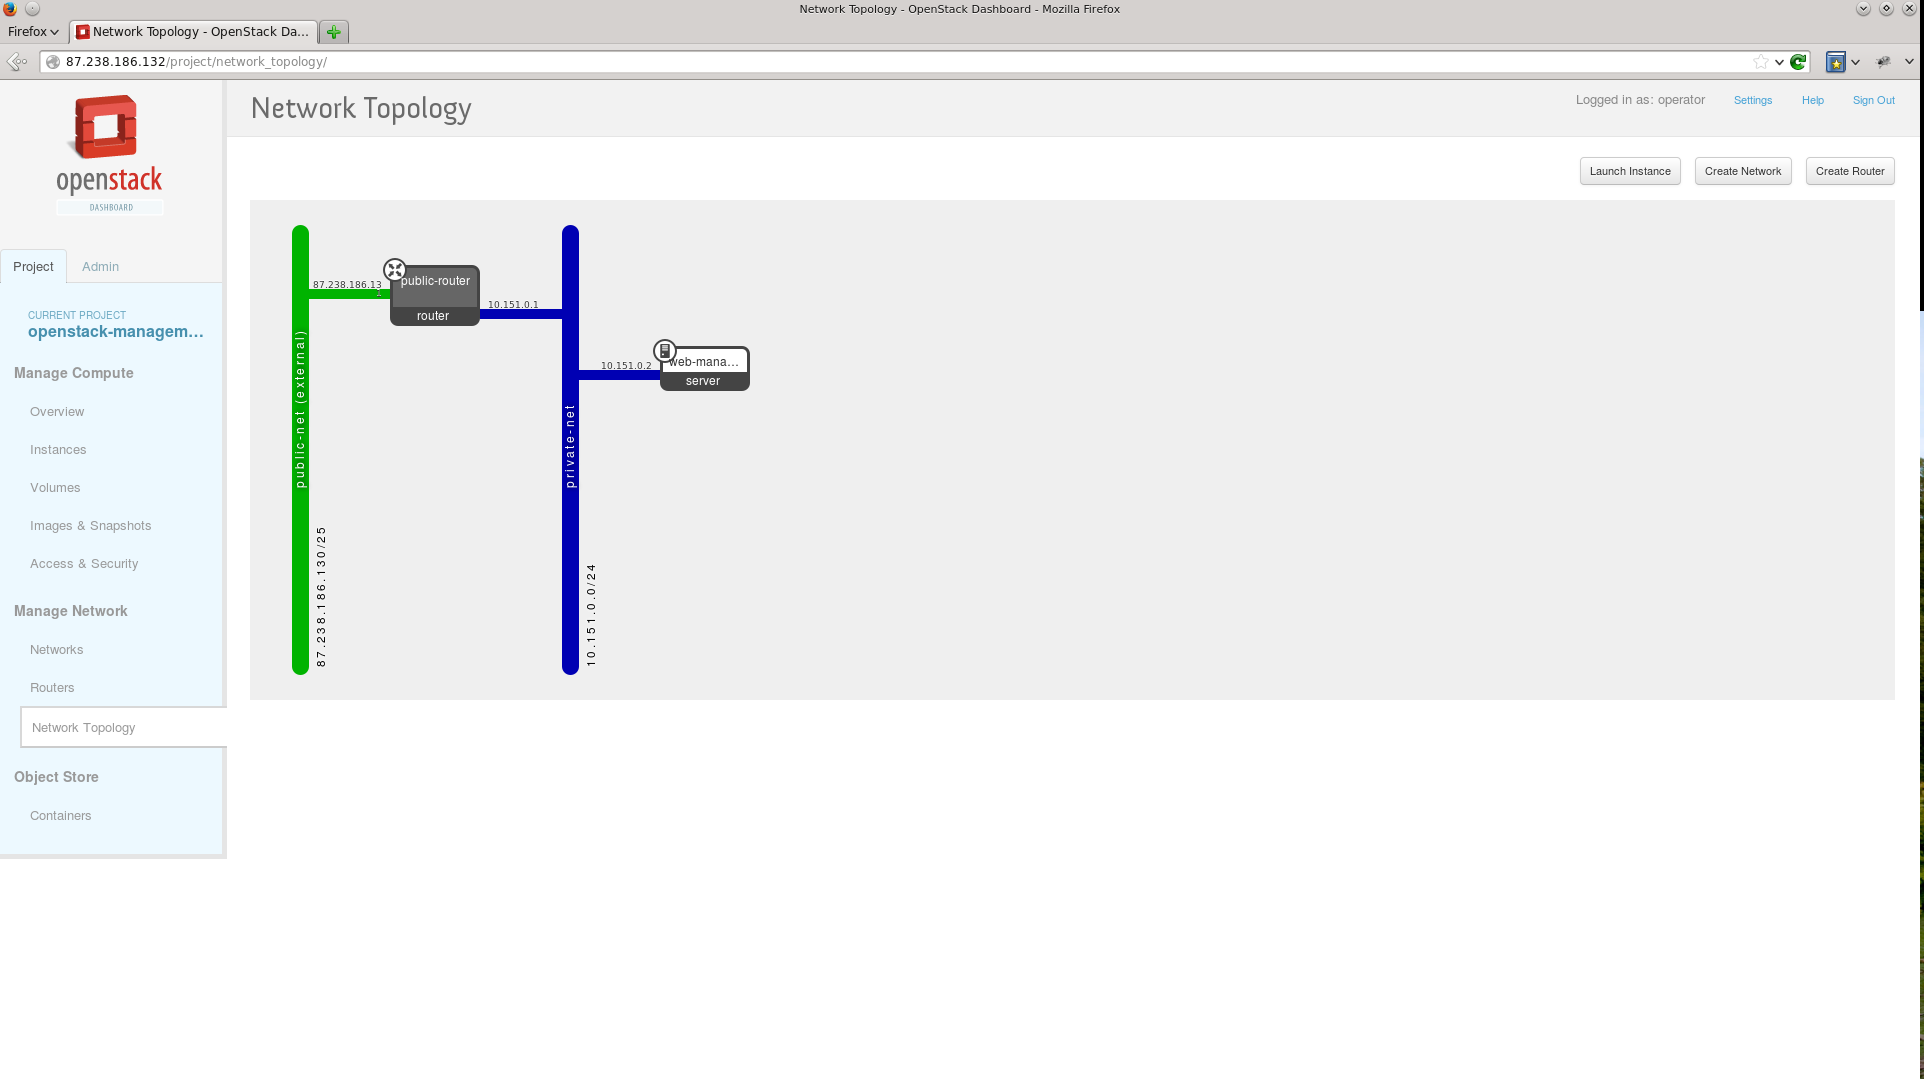 Network Topology - OpenStack Dashboard - Mozilla Firefox
Firefox
Network Topology - OpenStack Da...
87.238.186.132/project/network_topology/
openstack
DASHBOARD
Network Topology
Logged in as: operator
Settings
Help
Sign Out
Launch Instance
Create Network
Create Router
Project
Admin
CURRENT PROJECT
openstack-managem...
Manage Compute
Overview
Instances
Volumes
Images & Snapshots
Access & Security
Manage Network
Networks
Routers
Network Topology
Object Store
Containers
public-net (external)
87.238.186.130/25
87.238.186.13
public-router
router
10.151.0.1
private-net
10.151.0.0/24
10.151.0.2
web-mana...
server